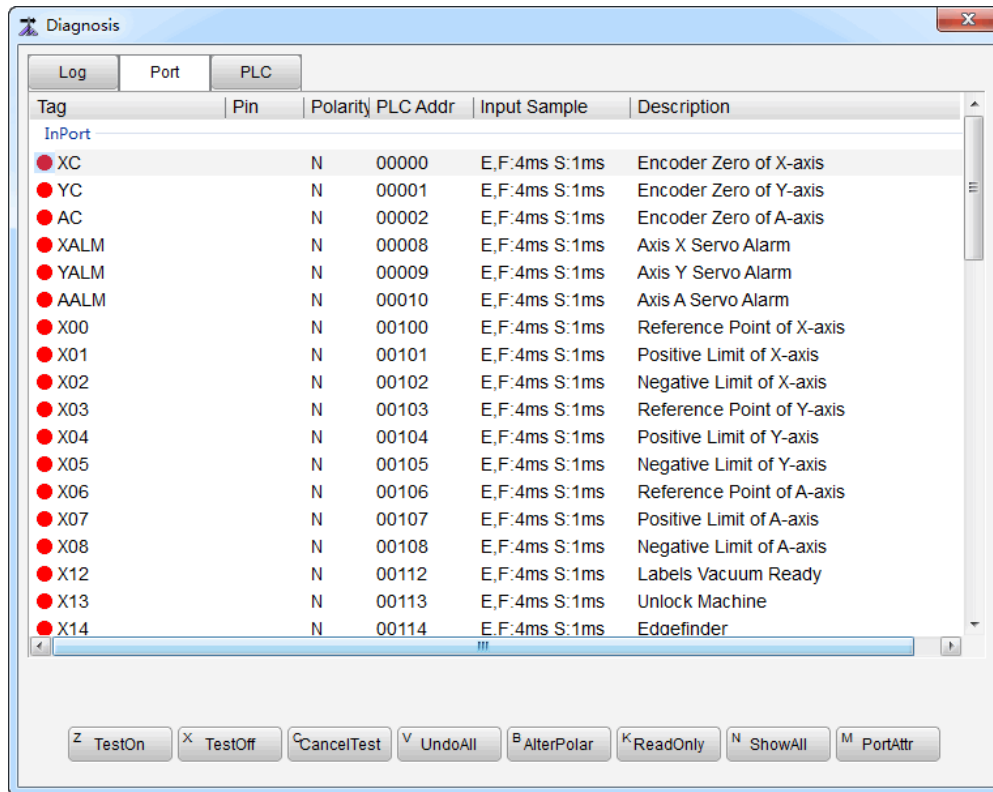 Diagnosis
Log Port PLC
Tag Pin Polarity PLC Addr Input Sample Description
InPort
XC N 00000 E,F:4ms S:1ms Encoder Zero of X-axis
YC N 00001 E,F:4ms S:1ms Encoder Zero of Y-axis
AC N 00002 E,F:4ms S:1ms Encoder Zero of A-axis
XALM N 00008 E,F:4ms S:1ms Axis X Servo Alarm
YALM N 00009 E,F:4ms S:1ms Axis Y Servo Alarm
AALM N 00010 E,F:4ms S:1ms Axis A Servo Alarm
X00 N 00100 E,F:4ms S:1ms Reference Point of X-axis
X01 N 00101 E,F:4ms S:1ms Positive Limit of X-axis
X02 N 00102 E,F:4ms S:1ms Negative Limit of X-axis
X03 N 00103 E,F:4ms S:1ms Reference Point of Y-axis
X04 N 00104 E,F:4ms S:1ms Positive Limit of Y-axis
X05 N 00105 E,F:4ms S:1ms Negative Limit of Y-axis
X06 N 00106 E,F:4ms S:1ms Reference Point of A-axis
X07 N 00107 E,F:4ms S:1ms Positive Limit of A-axis
X08 N 00108 E,F:4ms S:1ms Negative Limit of A-axis
X12 N 00112 E,F:4ms S:1ms Labels Vacuum Ready
X13 N 00113 E,F:4ms S:1ms Unlock Machine
X14 N 00114 E,F:4ms S:1ms Edgefinder
Z TestOn X TestOff C CancelTest V UndoAll B AlterPolar K ReadOnly N ShowAll M PortAttr